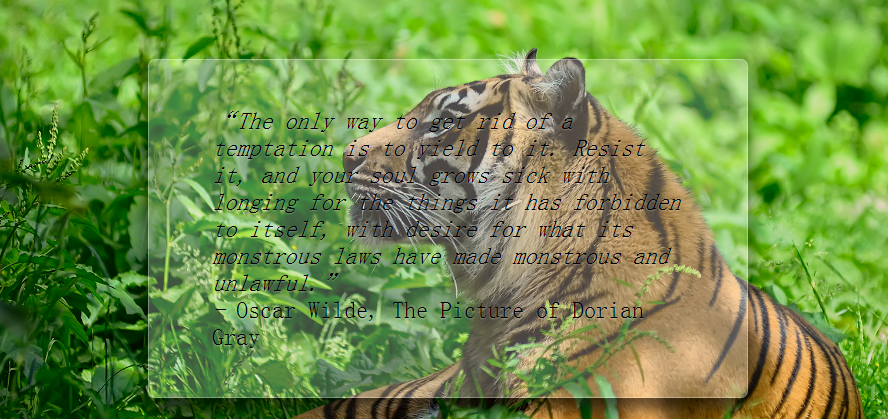 “The only way to get rid of a
temptation is to yield to it. Resist
it, and your soul grows sick with
longing for the things it has forbidden
to itself, with desire for what its
monstrous laws have made monstrous and
unlawful.”
- Oscar Wilde, The Picture of Dorian
Gray